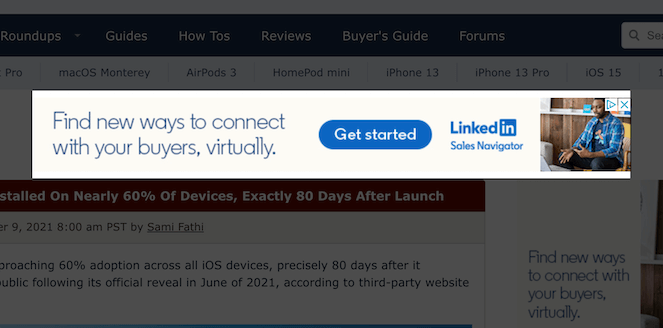 Roundups Guides How Tos Reviews Buyer's Guide Forums
Pro macOS Monterey AirPods 3 HomePod mini iPhone 13 iPhone 13 Pro iOS 15
Find new ways to connect
with your buyers, virtually.
Get started
Linked in
Sales Navigator
stalled On Nearly 60% Of Devices, Exactly 80 Days After Launch
er 9, 2021 8:00 am PST by Sami Fathi
proaching 60% adoption across all iOS devices, precisely 80 days after it
ublic following its official reveal in June of 2021, according to third-party website
Find new ways
to connect with
your buyers,
virtually.